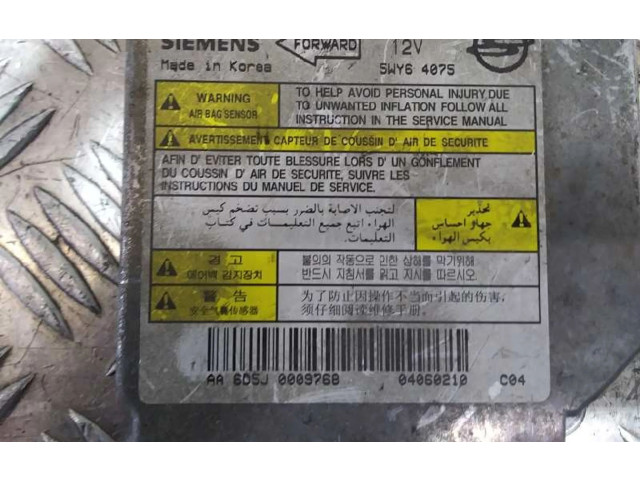 SIEMENS
FORWARD
12V
Made in Korea
5WY6 4075
WARNING
AIR BAG SENSOR
TO HELP AVOID PERSONAL INJURY DUE
TO UNWANTED INFLATION FOLLOW ALL
INSTRUCTION IN THE SERVICE MANUAL
AVERTISSEMENT CAPTEUR DE COUSSIN D' AIR DE SECURITE
AFIN D' EVITER TOUTE BLESSURE LORS D' UN GONFLEMENT
DU COUSSIN D' AIR DE SECURITE, SUIVRE LES
INSTRUCTIONS DU MANUEL DE SERVICE.
تحذير
جهاز احساس
بكيس الهواء
لتجنب الاصابة بالضرر بسبب تضخم كيس
الهواء اتبع جميع التعليمات في كتاب
التعليمات.
경고
에어백 감지장치
불의의 작동으로 인한 상해를 막기위해
반드시 지침서를 읽고 지시를 따르시오.
警告
安全气囊传感器
为了防止因操作不当而引起的伤害,
须仔细阅读维修手册.
AA 6D5J 0009768
04060210
C04